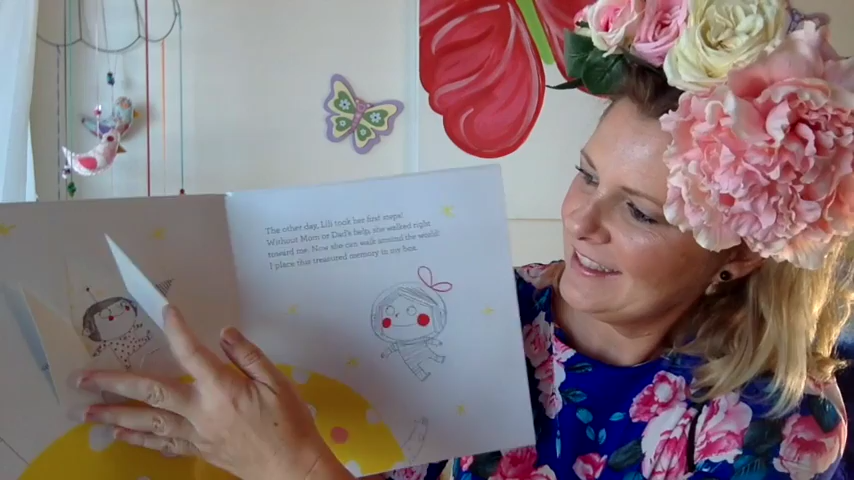 The other day, Lili took her first steps!
Without Mom or Dad's help, she walked right
toward me. Now she can walk around the world!
I place this treasured memory in my box.